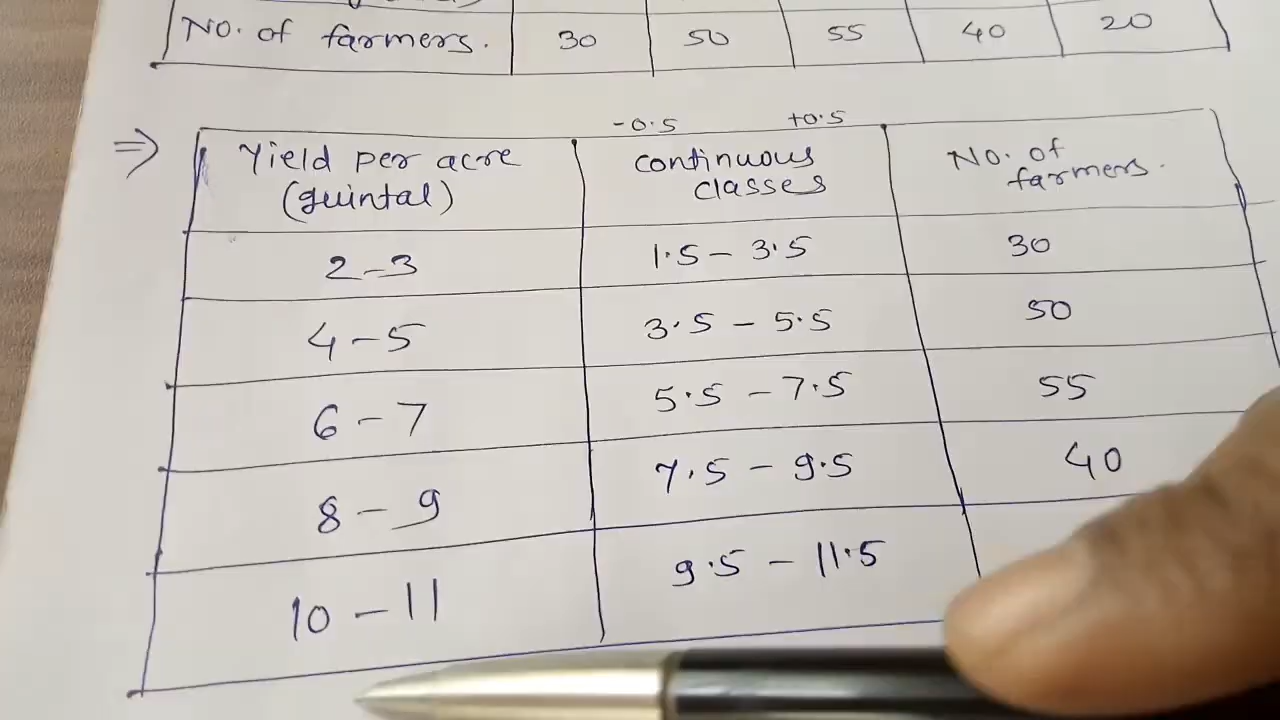 No. of farmers. 30 50 55 40 20
⇒ -0.5 +0.5
Yield per acre (quintal) continuous classes No. of farmers.
2-3 1.5 - 3.5 30
4-5 3.5 - 5.5 50
6-7 5.5 - 7.5 55
8-9 7.5 - 9.5 40
10-11 9.5 - 11.5